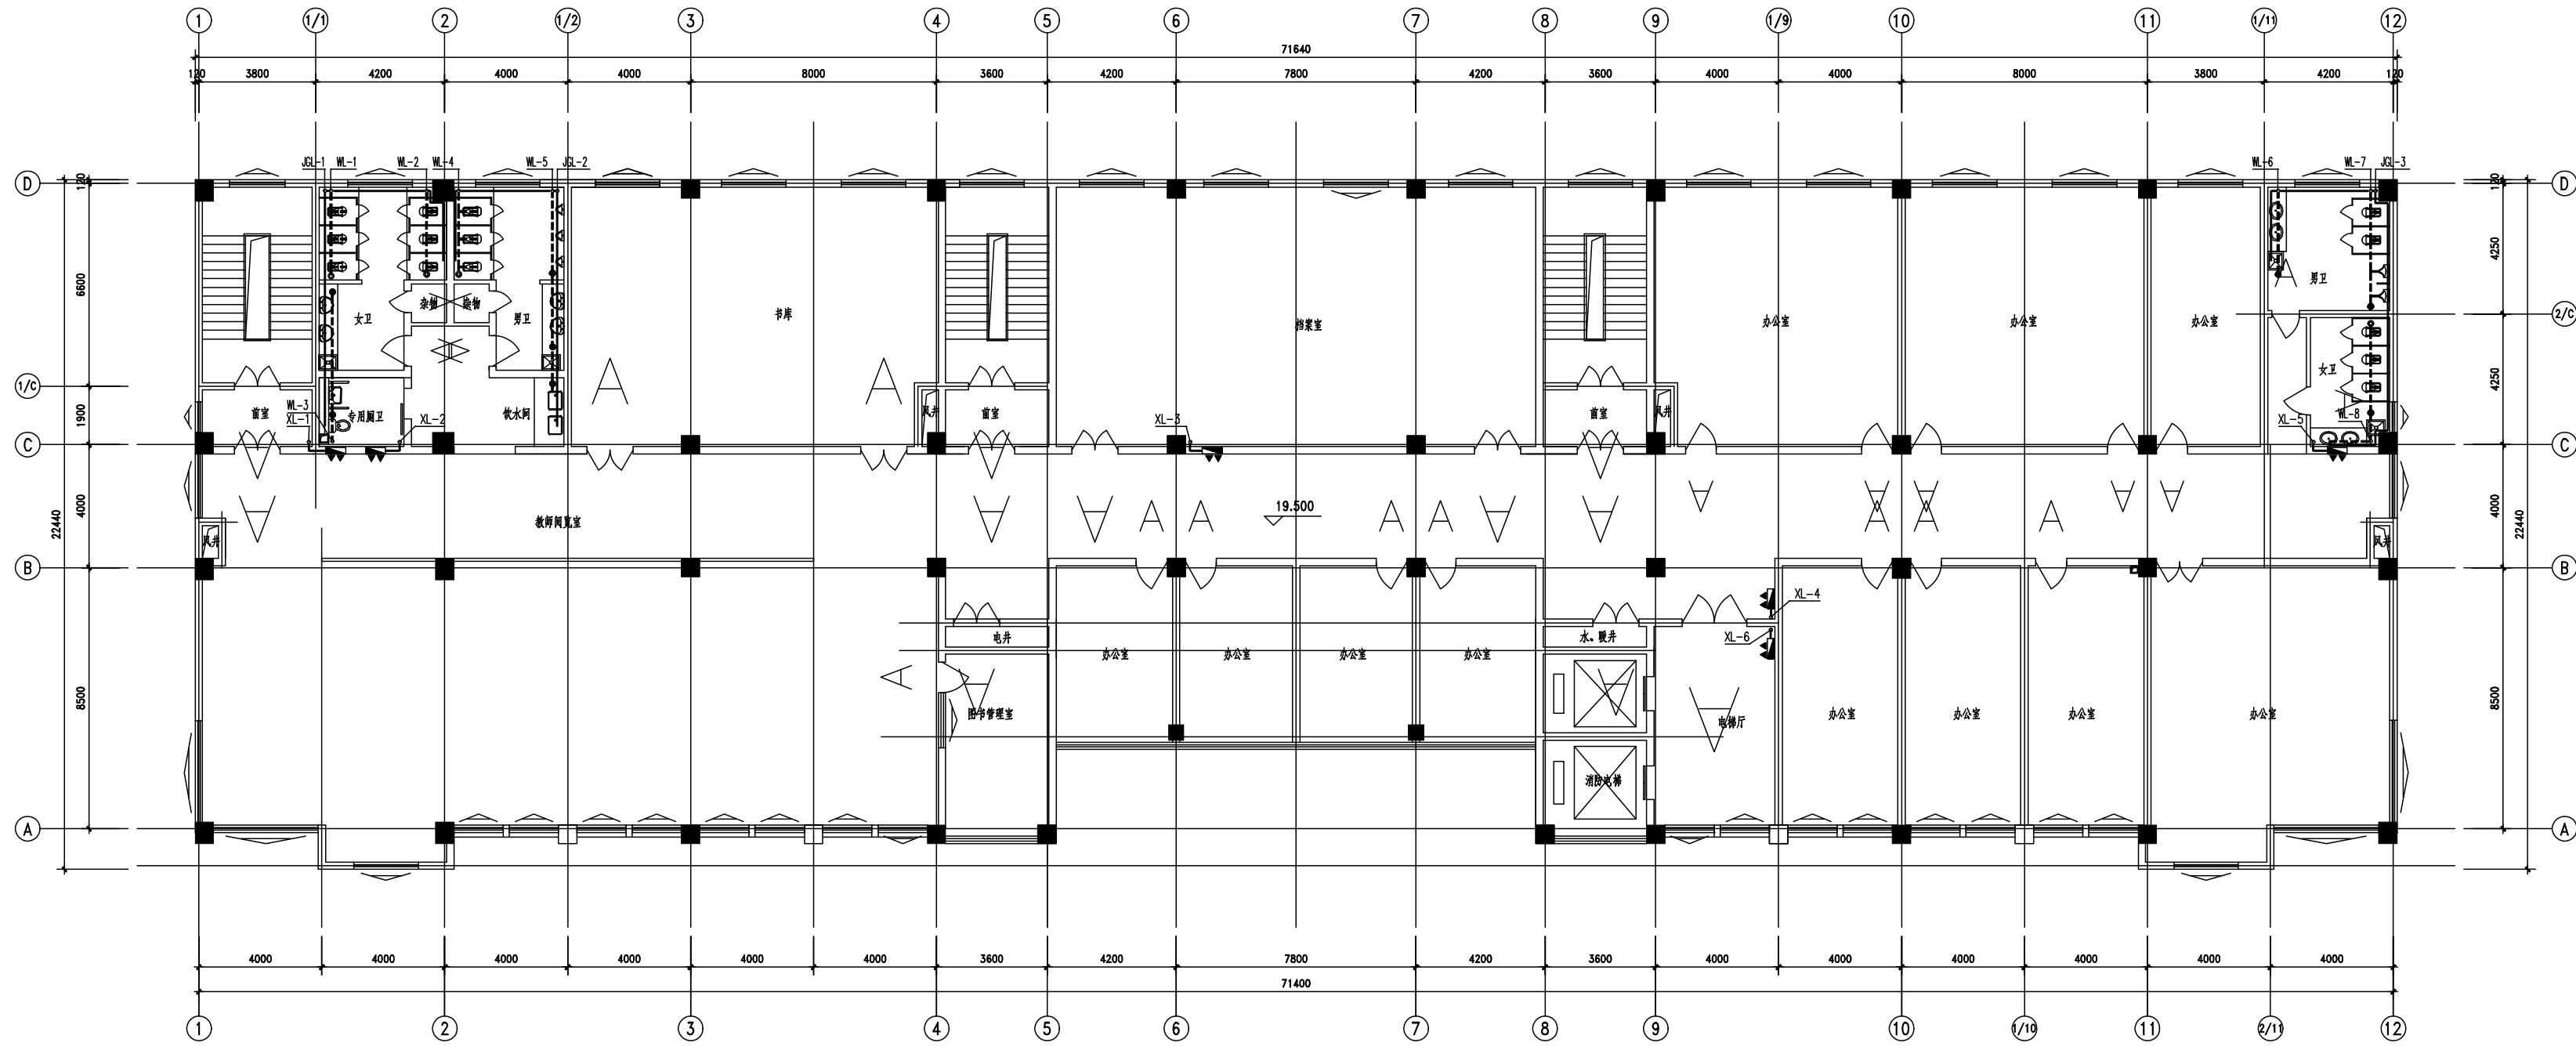 1 1/1 2 1/2 3 4 5 6 7 8 9 1/9 10 11 1/11 12
71640
120 3800 4200 4000 4000 8000 3600 4200 7800 4200 3600 4000 4000 8000 3800 4200 120
JGL-1 WL-1 WL-2 WL-4 WL-5 JGL-2 WL-6 WL-7 JGL-3
D 120 120 D
6600 4250
杂物 杂物 男卫
女卫 男卫 书库 档案室 办公室 办公室 办公室 2/C
女卫
1/C
1900 4250
WL-3 前室 专用厕卫 饮水间 风井 前室 前室 风井
XL-1 XL-2 XL-3 XL-5 WL-8
C C
22440 4000 教师阅览室 19.500 4000 22440
风井 风井
B B
XL-4
电井 水、暖井 XL-6
办公室 办公室 办公室 办公室
8500 图书管理室 电梯厅 办公室 办公室 办公室 办公室 8500
消防电梯
A A
4000 4000 4000 4000 4000 4000 3600 4200 7800 4200 3600 4000 4000 4000 4000 4000 4000
71400
1 2 3 4 5 6 7 8 9 10 1/10 11 2/11 12